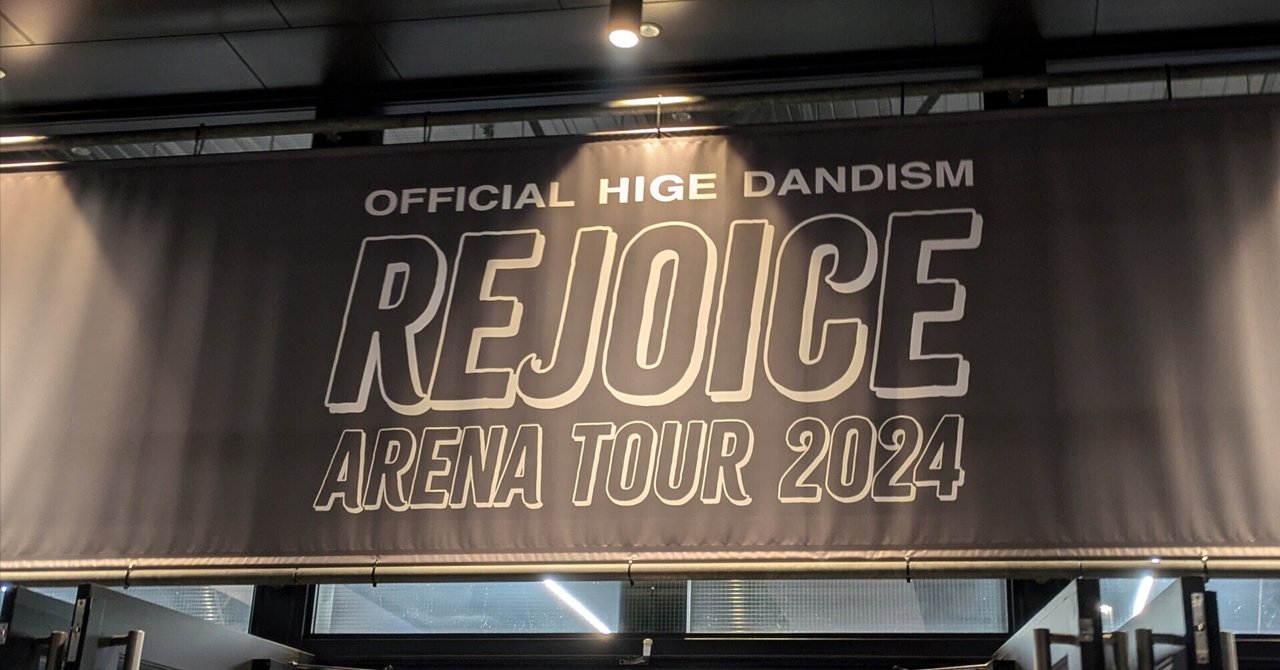 OFFICIAL HIGE DANDISM
REJOICE
ARENA TOUR 2024